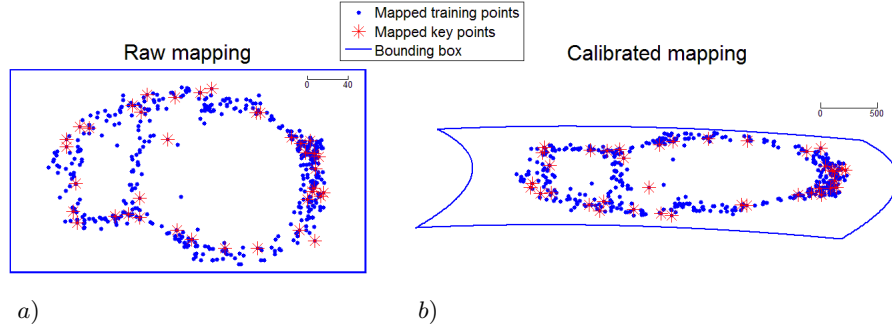 Mapped training points
Mapped key points
Bounding box
Raw mapping
Calibrated mapping
0 40
0 500
a)
b)